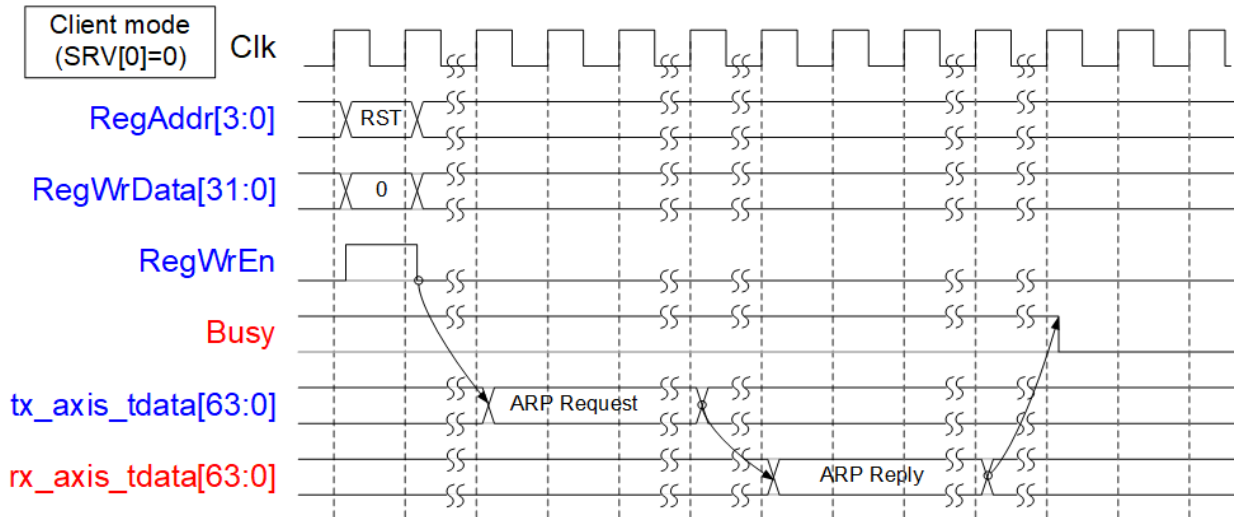 Client mode
(SRV[0]=0)
Clk
RegAddr[3:0]
RST
RegWrData[31:0]
0
RegWrEn
Busy
tx_axis_tdata[63:0]
ARP Request
rx_axis_tdata[63:0]
ARP Reply